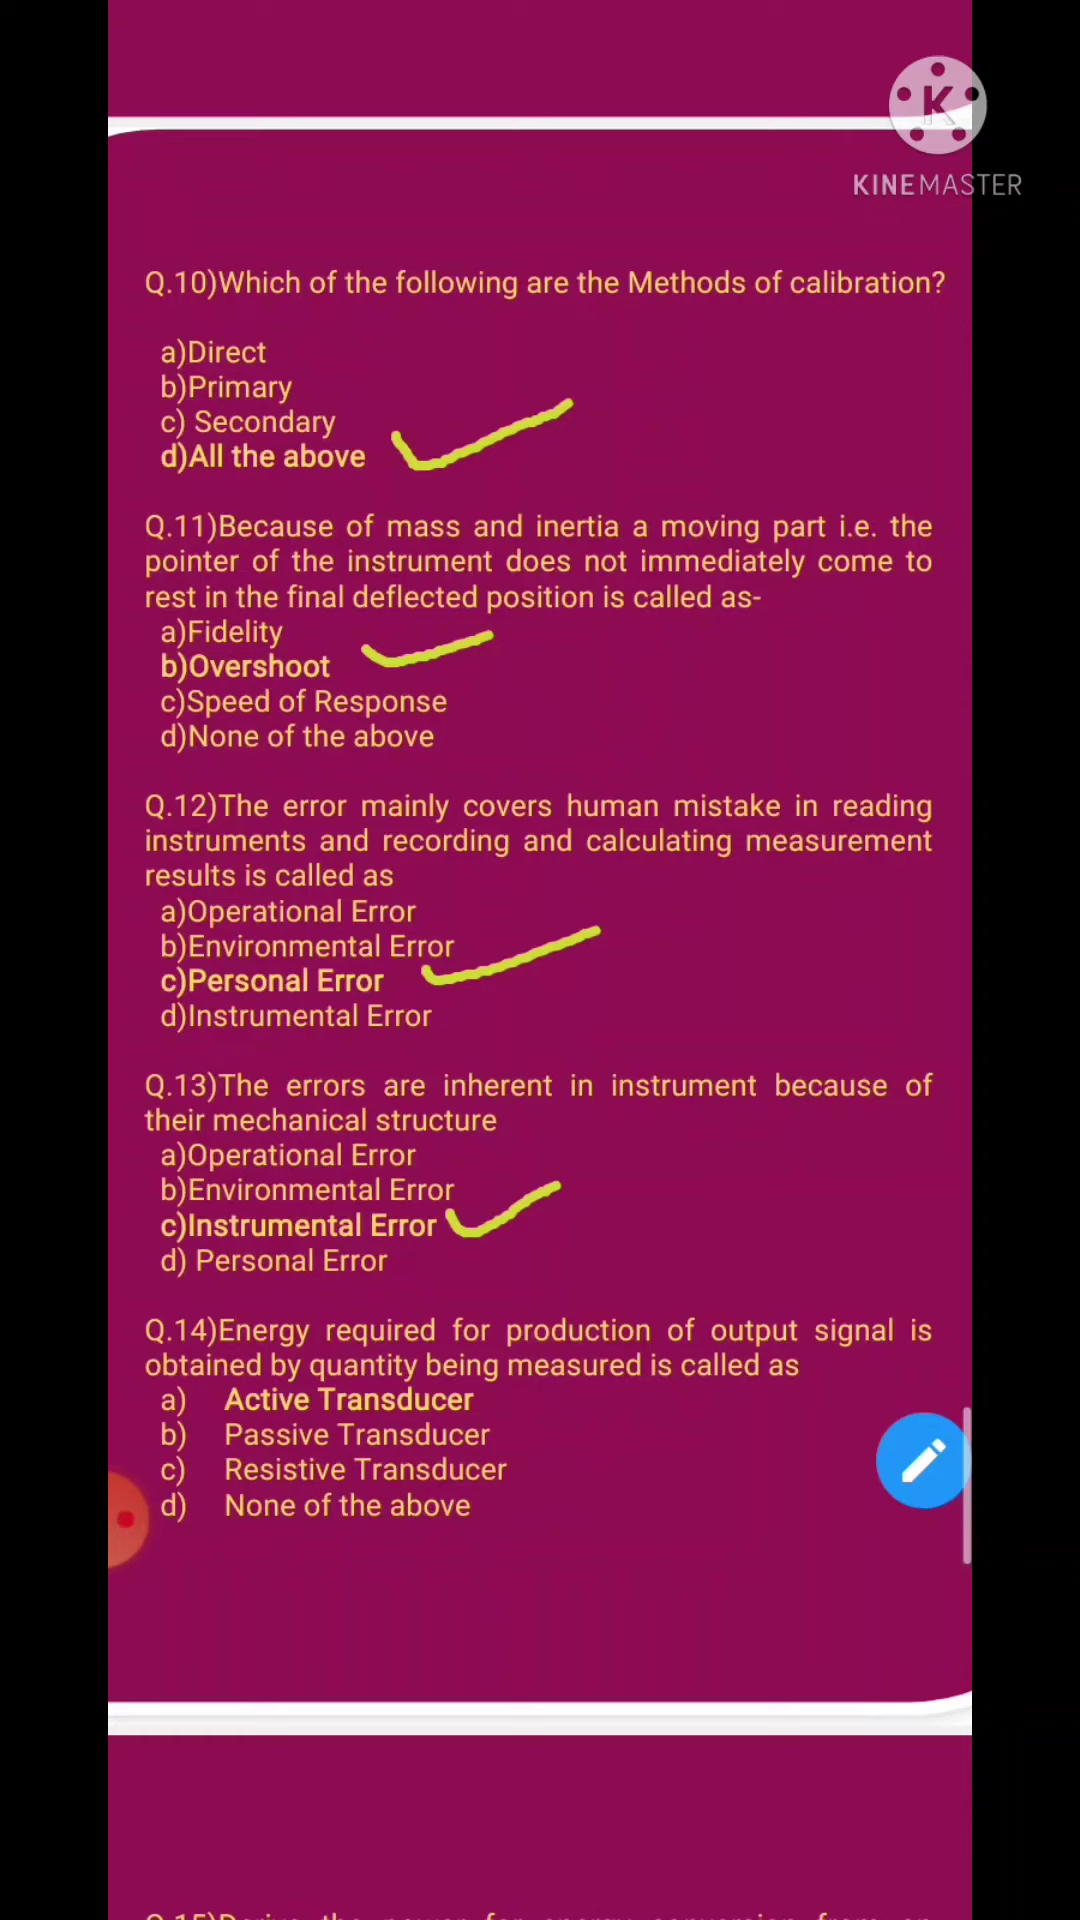 K
KINEMASTER
Q.10)Which of the following are the Methods of calibration?
a)Direct
b)Primary
c) Secondary
d)All the above
Q.11)Because of mass and inertia a moving part i.e. the
pointer of the instrument does not immediately come to
rest in the final deflected position is called as-
a)Fidelity
b)Overshoot
c)Speed of Response
d)None of the above
Q.12)The error mainly covers human mistake in reading
instruments and recording and calculating measurement
results is called as
a)Operational Error
b)Environmental Error
c)Personal Error
d)Instrumental Error
Q.13)The errors are inherent in instrument because of
their mechanical structure
a)Operational Error
b)Environmental Error
c)Instrumental Error
d) Personal Error
Q.14)Energy required for production of output signal is
obtained by quantity being measured is called as
a) Active Transducer
b) Passive Transducer
c) Resistive Transducer
d) None of the above